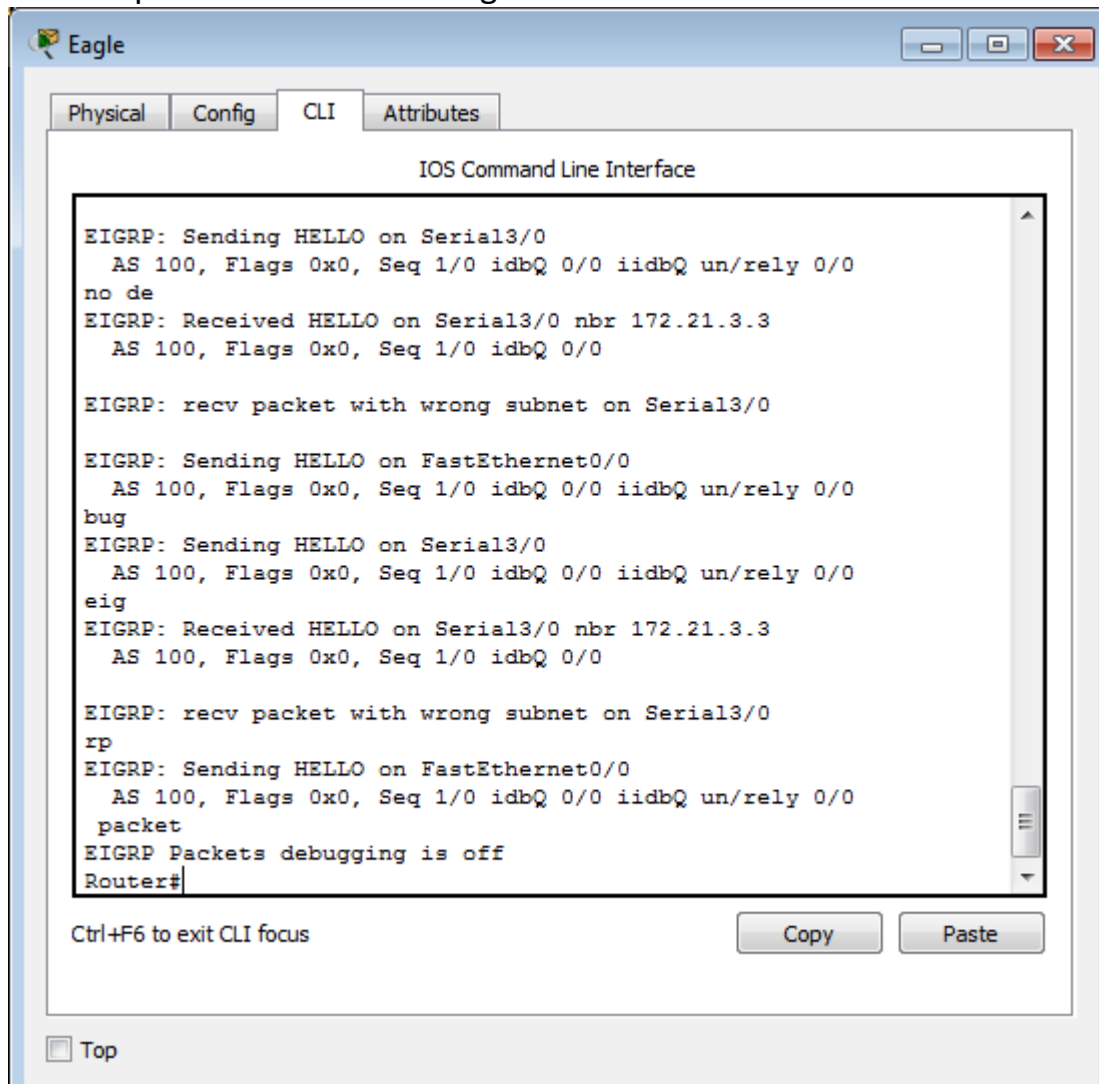 Eagle
Physical Config CLI Attributes
IOS Command Line Interface
EIGRP: Sending HELLO on Serial3/0
AS 100, Flags 0x0, Seq 1/0 idbQ 0/0 iidbQ un/rely 0/0
no de
EIGRP: Received HELLO on Serial3/0 nbr 172.21.3.3
AS 100, Flags 0x0, Seq 1/0 idbQ 0/0
EIGRP: recv packet with wrong subnet on Serial3/0
EIGRP: Sending HELLO on FastEthernet0/0
AS 100, Flags 0x0, Seq 1/0 idbQ 0/0 iidbQ un/rely 0/0
bug
EIGRP: Sending HELLO on Serial3/0
AS 100, Flags 0x0, Seq 1/0 idbQ 0/0 iidbQ un/rely 0/0
eig
EIGRP: Received HELLO on Serial3/0 nbr 172.21.3.3
AS 100, Flags 0x0, Seq 1/0 idbQ 0/0
EIGRP: recv packet with wrong subnet on Serial3/0
rp
EIGRP: Sending HELLO on FastEthernet0/0
AS 100, Flags 0x0, Seq 1/0 idbQ 0/0 iidbQ un/rely 0/0
packet
EIGRP Packets debugging is off
Router#
Ctrl+F6 to exit CLI focus Copy Paste
Top